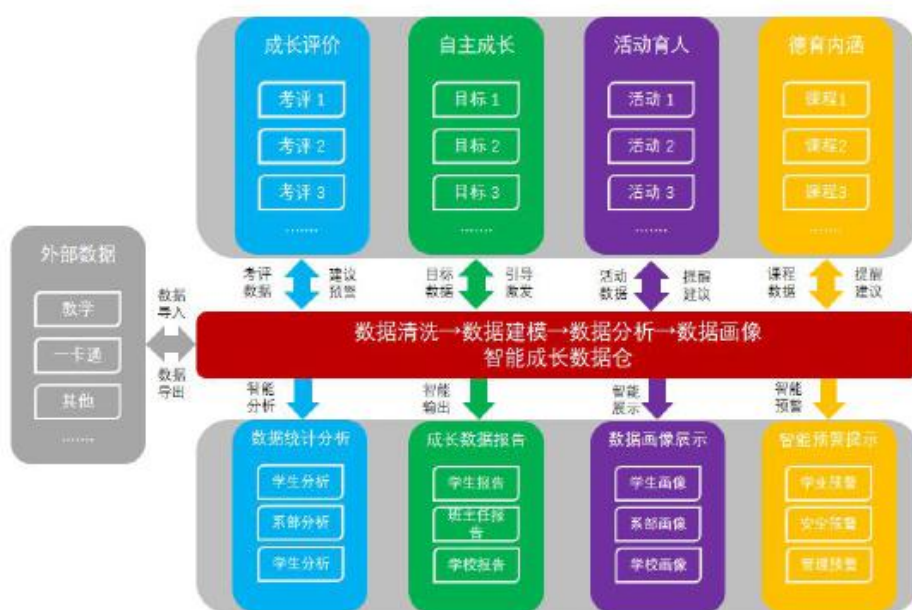 成长评价
考评 1
考评 2
考评 3
.......
自主成长
目标 1
目标 2
目标 3
.......
活动育人
活动 1
活动 2
活动 3
.......
德育内涵
课程1
课程2
课程3
.......
外部数据
教学
一卡通
其他
.......
数据
导入
数据
导出
考评
数据
建议
预警
目标
数据
引导
激发
活动
数据
提醒
建议
课程
数据
提醒
建议
数据清洗→数据建模→数据分析→数据画像
智能成长数据仓
智能
分析
智能
输出
智能
展示
智能
预警
数据统计分析
学生分析
系部分析
学生分析
成长数据报告
学生报告
班主任报
告
学校报告
数据画像展示
学生画像
系部画像
学校画像
智能预警提示
学业预警
安全预警
管理预警